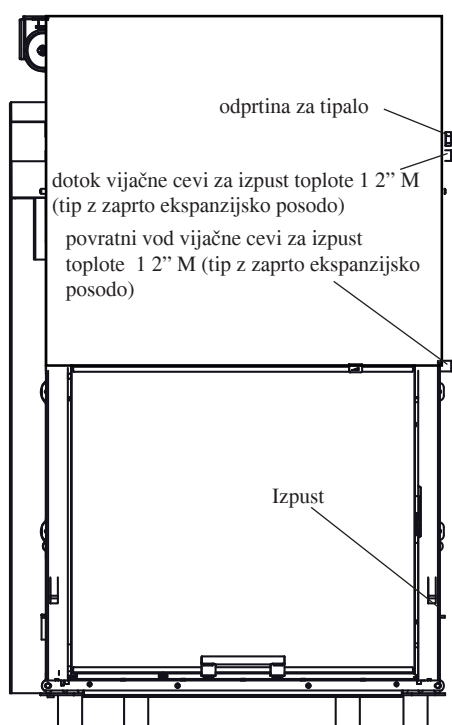 odprtina za tipalo
dotok vijačne cevi za izpust toplote 1 2” M
(tip z zaprto ekspanzijsko posodo)
povratni vod vijačne cevi za izpust
toplote 1 2” M (tip z zaprto ekspanzijsko
posodo)
Izpust